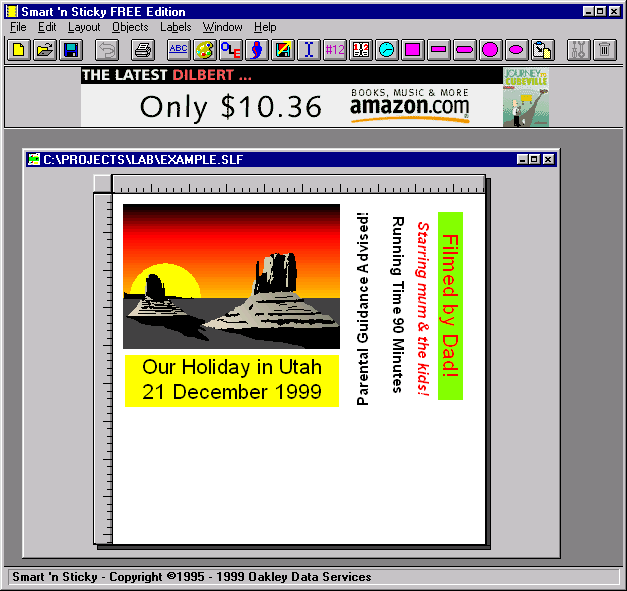 Smart 'n Sticky FREE Edition
File Edit Layout Objects Labels Window Help
ABC OLE #12
THE LATEST DILBERT ...
Only $10.36
BOOKS, MUSIC & MORE
amazon.com
JOURNEY TO
CUBEVILLE
C:\PROJECTS\LAB\EXAMPLE.SLF
Our Holiday in Utah
21 December 1999
Parental Guidance Advised!
Running Time 90 Minutes
Starring mum & the kids!
Filmed by Dad!
Smart 'n Sticky - Copyright ©1995 - 1999 Oakley Data Services